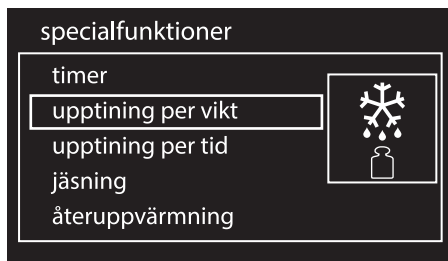 specialfunktioner
timer
upptining per vikt
upptining per tid
jäsning
återuppvärmning